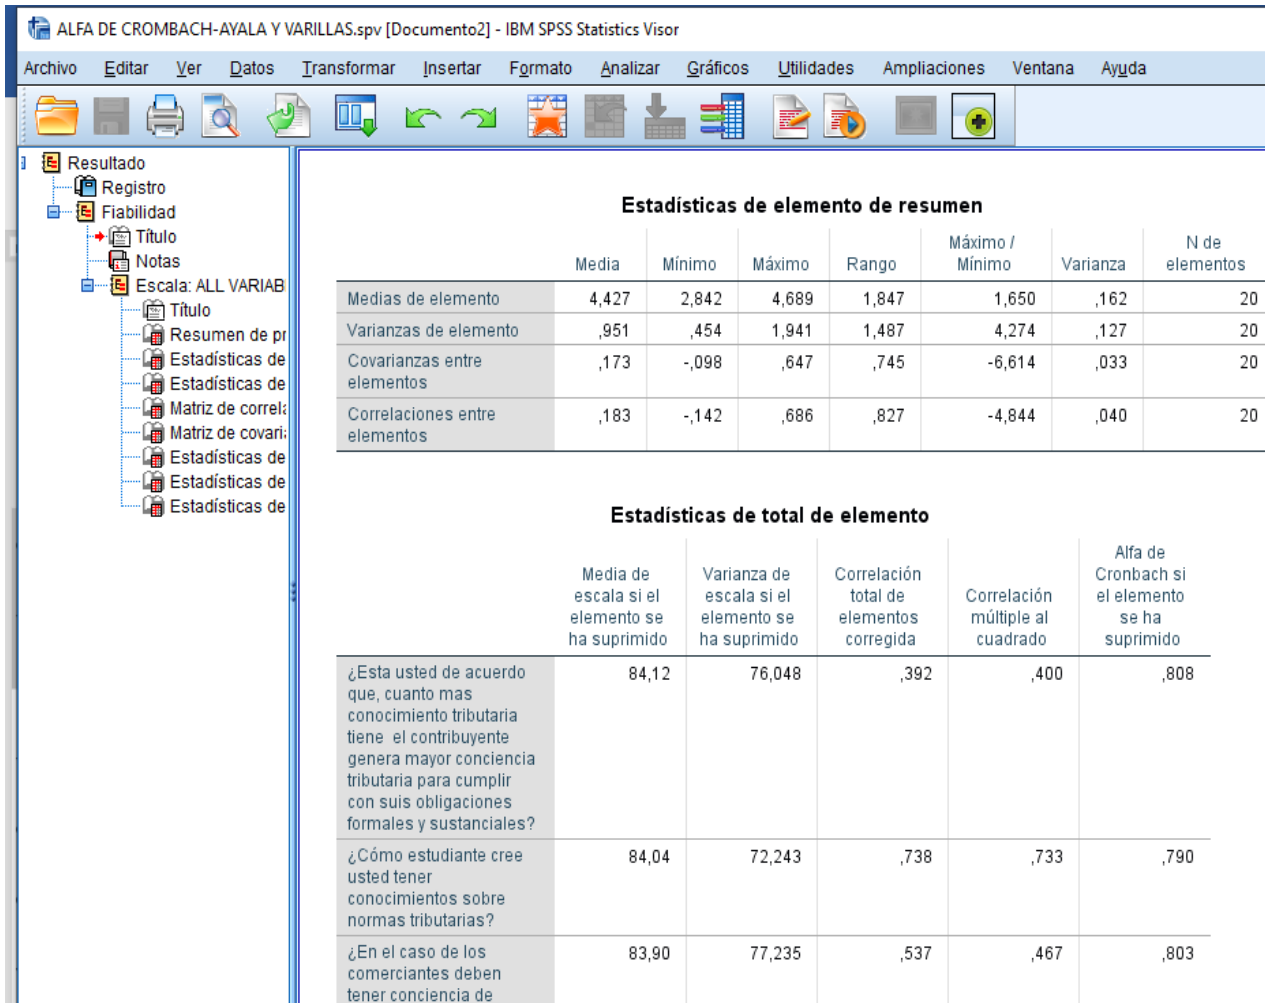 ALFA DE CROMBACH-AYALA Y VARILLAS.spv [Documento2] - IBM SPSS Statistics Visor
Archivo Editar Ver Datos Transformar Insertar Formato Analizar Gráficos Utilidades Ampliaciones Ventana Ayuda
Resultado
Registro
Fiabilidad
Título
Notas
Escala: ALL VARIAB
Título
Resumen de pr
Estadísticas de
Estadísticas de
Matriz de correla
Matriz de covari
Estadísticas de
Estadísticas de
Estadísticas de
Estadísticas de elemento de resumen
Media Mínimo Máximo Rango Máximo / Mínimo Varianza N de elementos
Medias de elemento 4,427 2,842 4,689 1,847 1,650 ,162 20
Varianzas de elemento ,951 ,454 1,941 1,487 4,274 ,127 20
Covarianzas entre ,173 -,098 ,647 ,745 -6,614 ,033 20
elementos
Correlaciones entre ,183 -,142 ,686 ,827 -4,844 ,040 20
elementos
Estadísticas de total de elemento
Media de escala si el elemento se ha suprimido
Varianza de escala si el elemento se ha suprimido
Correlación total de elementos corregida
Correlación múltiple al cuadrado
Alfa de Cronbach si el elemento se ha suprimido
¿Esta usted de acuerdo 84,12 76,048 ,392 ,400 ,808
que, cuanto mas
conocimiento tributaria
tiene el contribuyente
genera mayor conciencia
tributaria para cumplir
con suis obligaciones
formales y sustanciales?
¿Cómo estudiante cree 84,04 72,243 ,738 ,733 ,790
usted tener
conocimientos sobre
normas tributarias?
¿En el caso de los 83,90 77,235 ,537 ,467 ,803
comerciantes deben
tener conciencia de